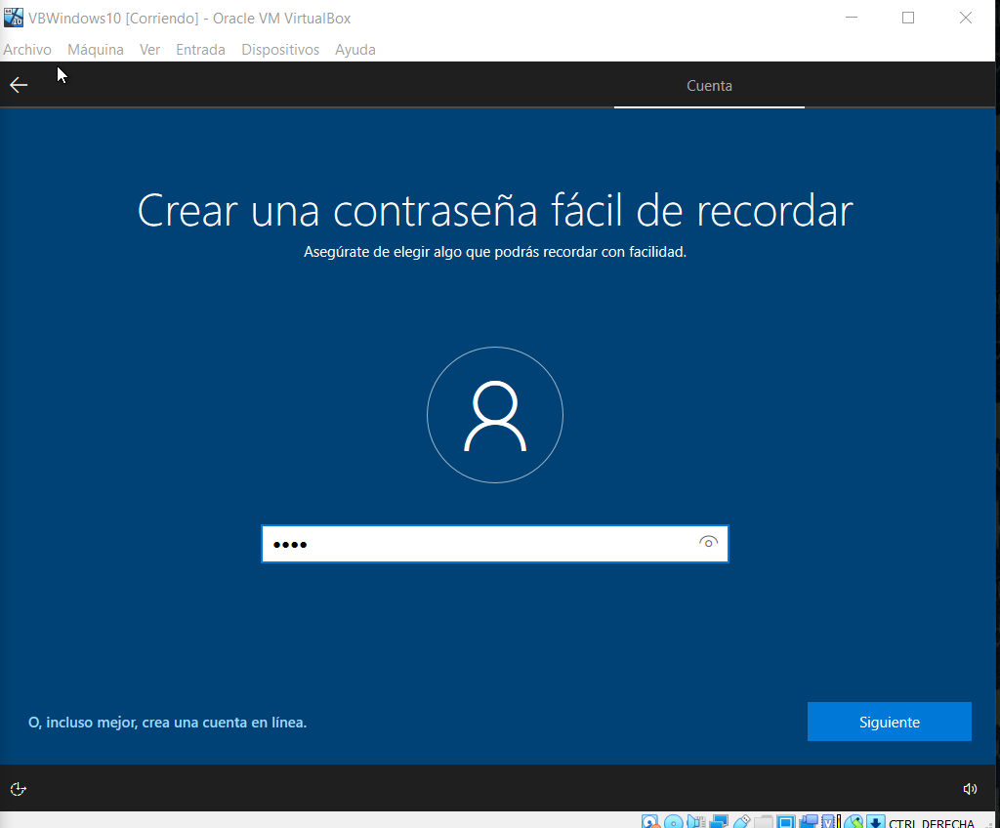 VBWindows10 [Corriendo] - Oracle VM VirtualBox
Archivo Máquina Ver Entrada Dispositivos Ayuda
Cuenta
Crear una contraseña fácil de recordar
Asegúrate de elegir algo que podrás recordar con facilidad.
••••
O, incluso mejor, crea una cuenta en línea.
Siguiente
CTRL DERECHA